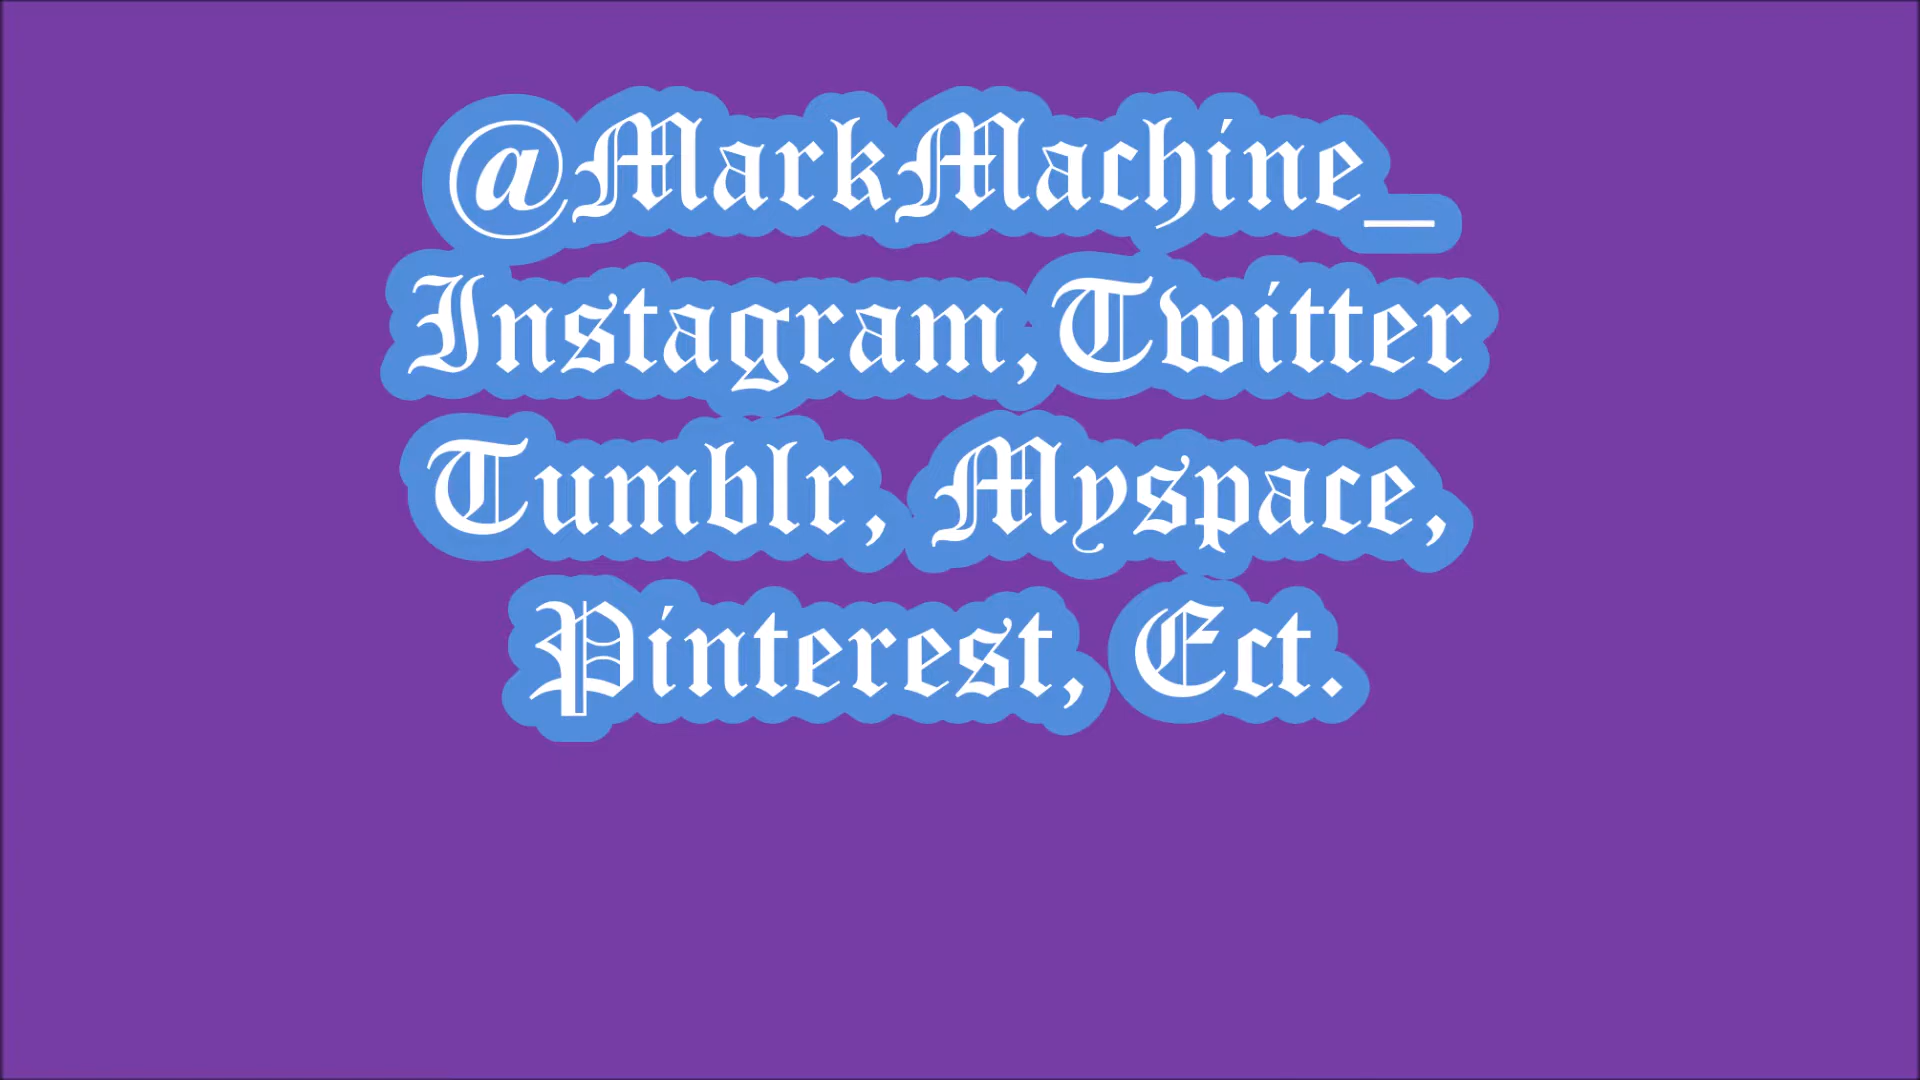 @MarkMachine_
Instagram,Twitter
Tumblr, Myspace,
Pinterest, Ect.